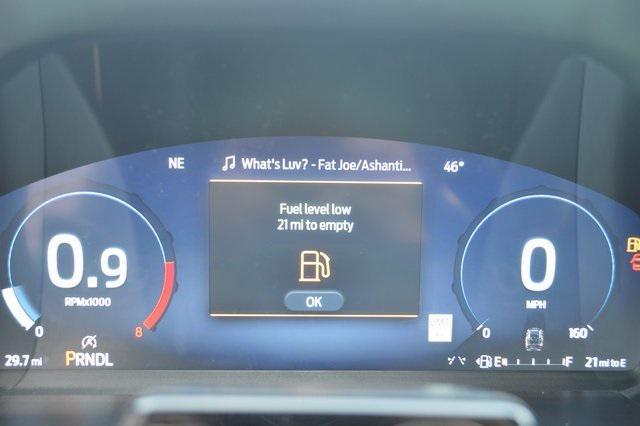 NE
What's Luv? - Fat Joe/Ashanti...
46°
Fuel level low
21 mi to empty
OK
0.9
RPMx1000
0
8
29.7 mi
PRNDL
0
MPH
0
160
E
F
21 mi to E